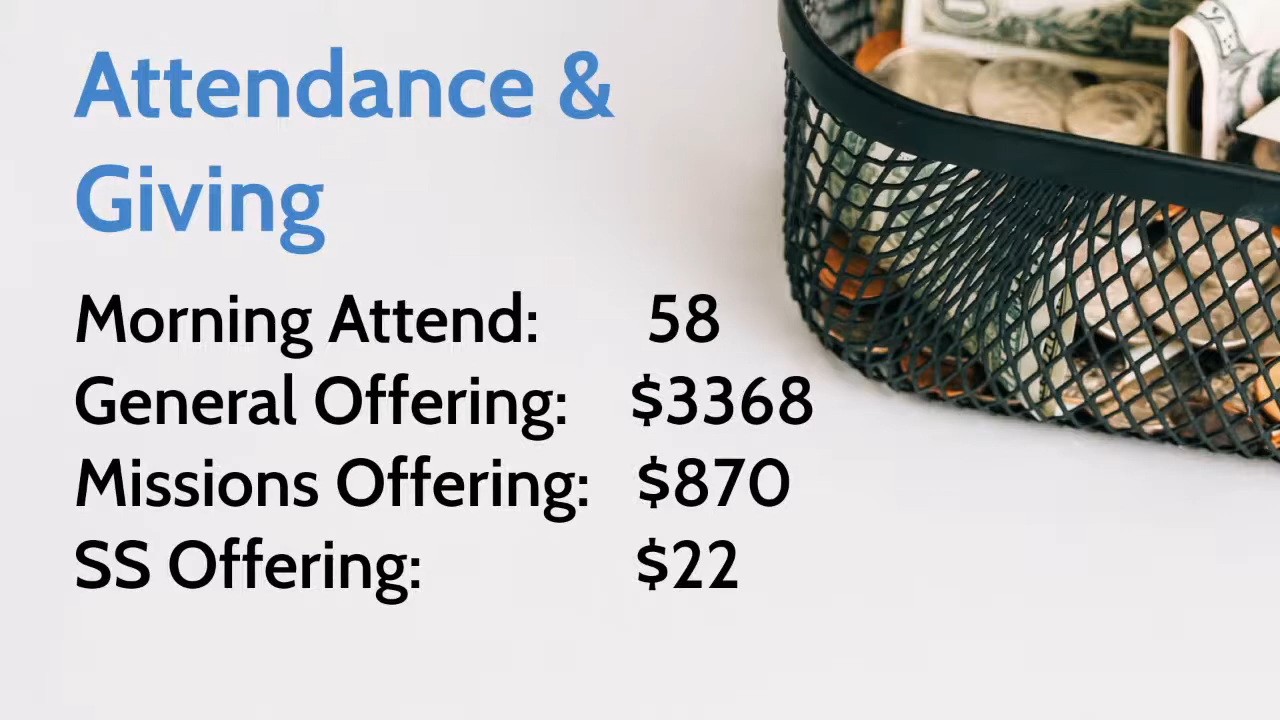 Attendance &
Giving
Morning Attend: 58
General Offering: $3368
Missions Offering: $870
SS Offering: $22